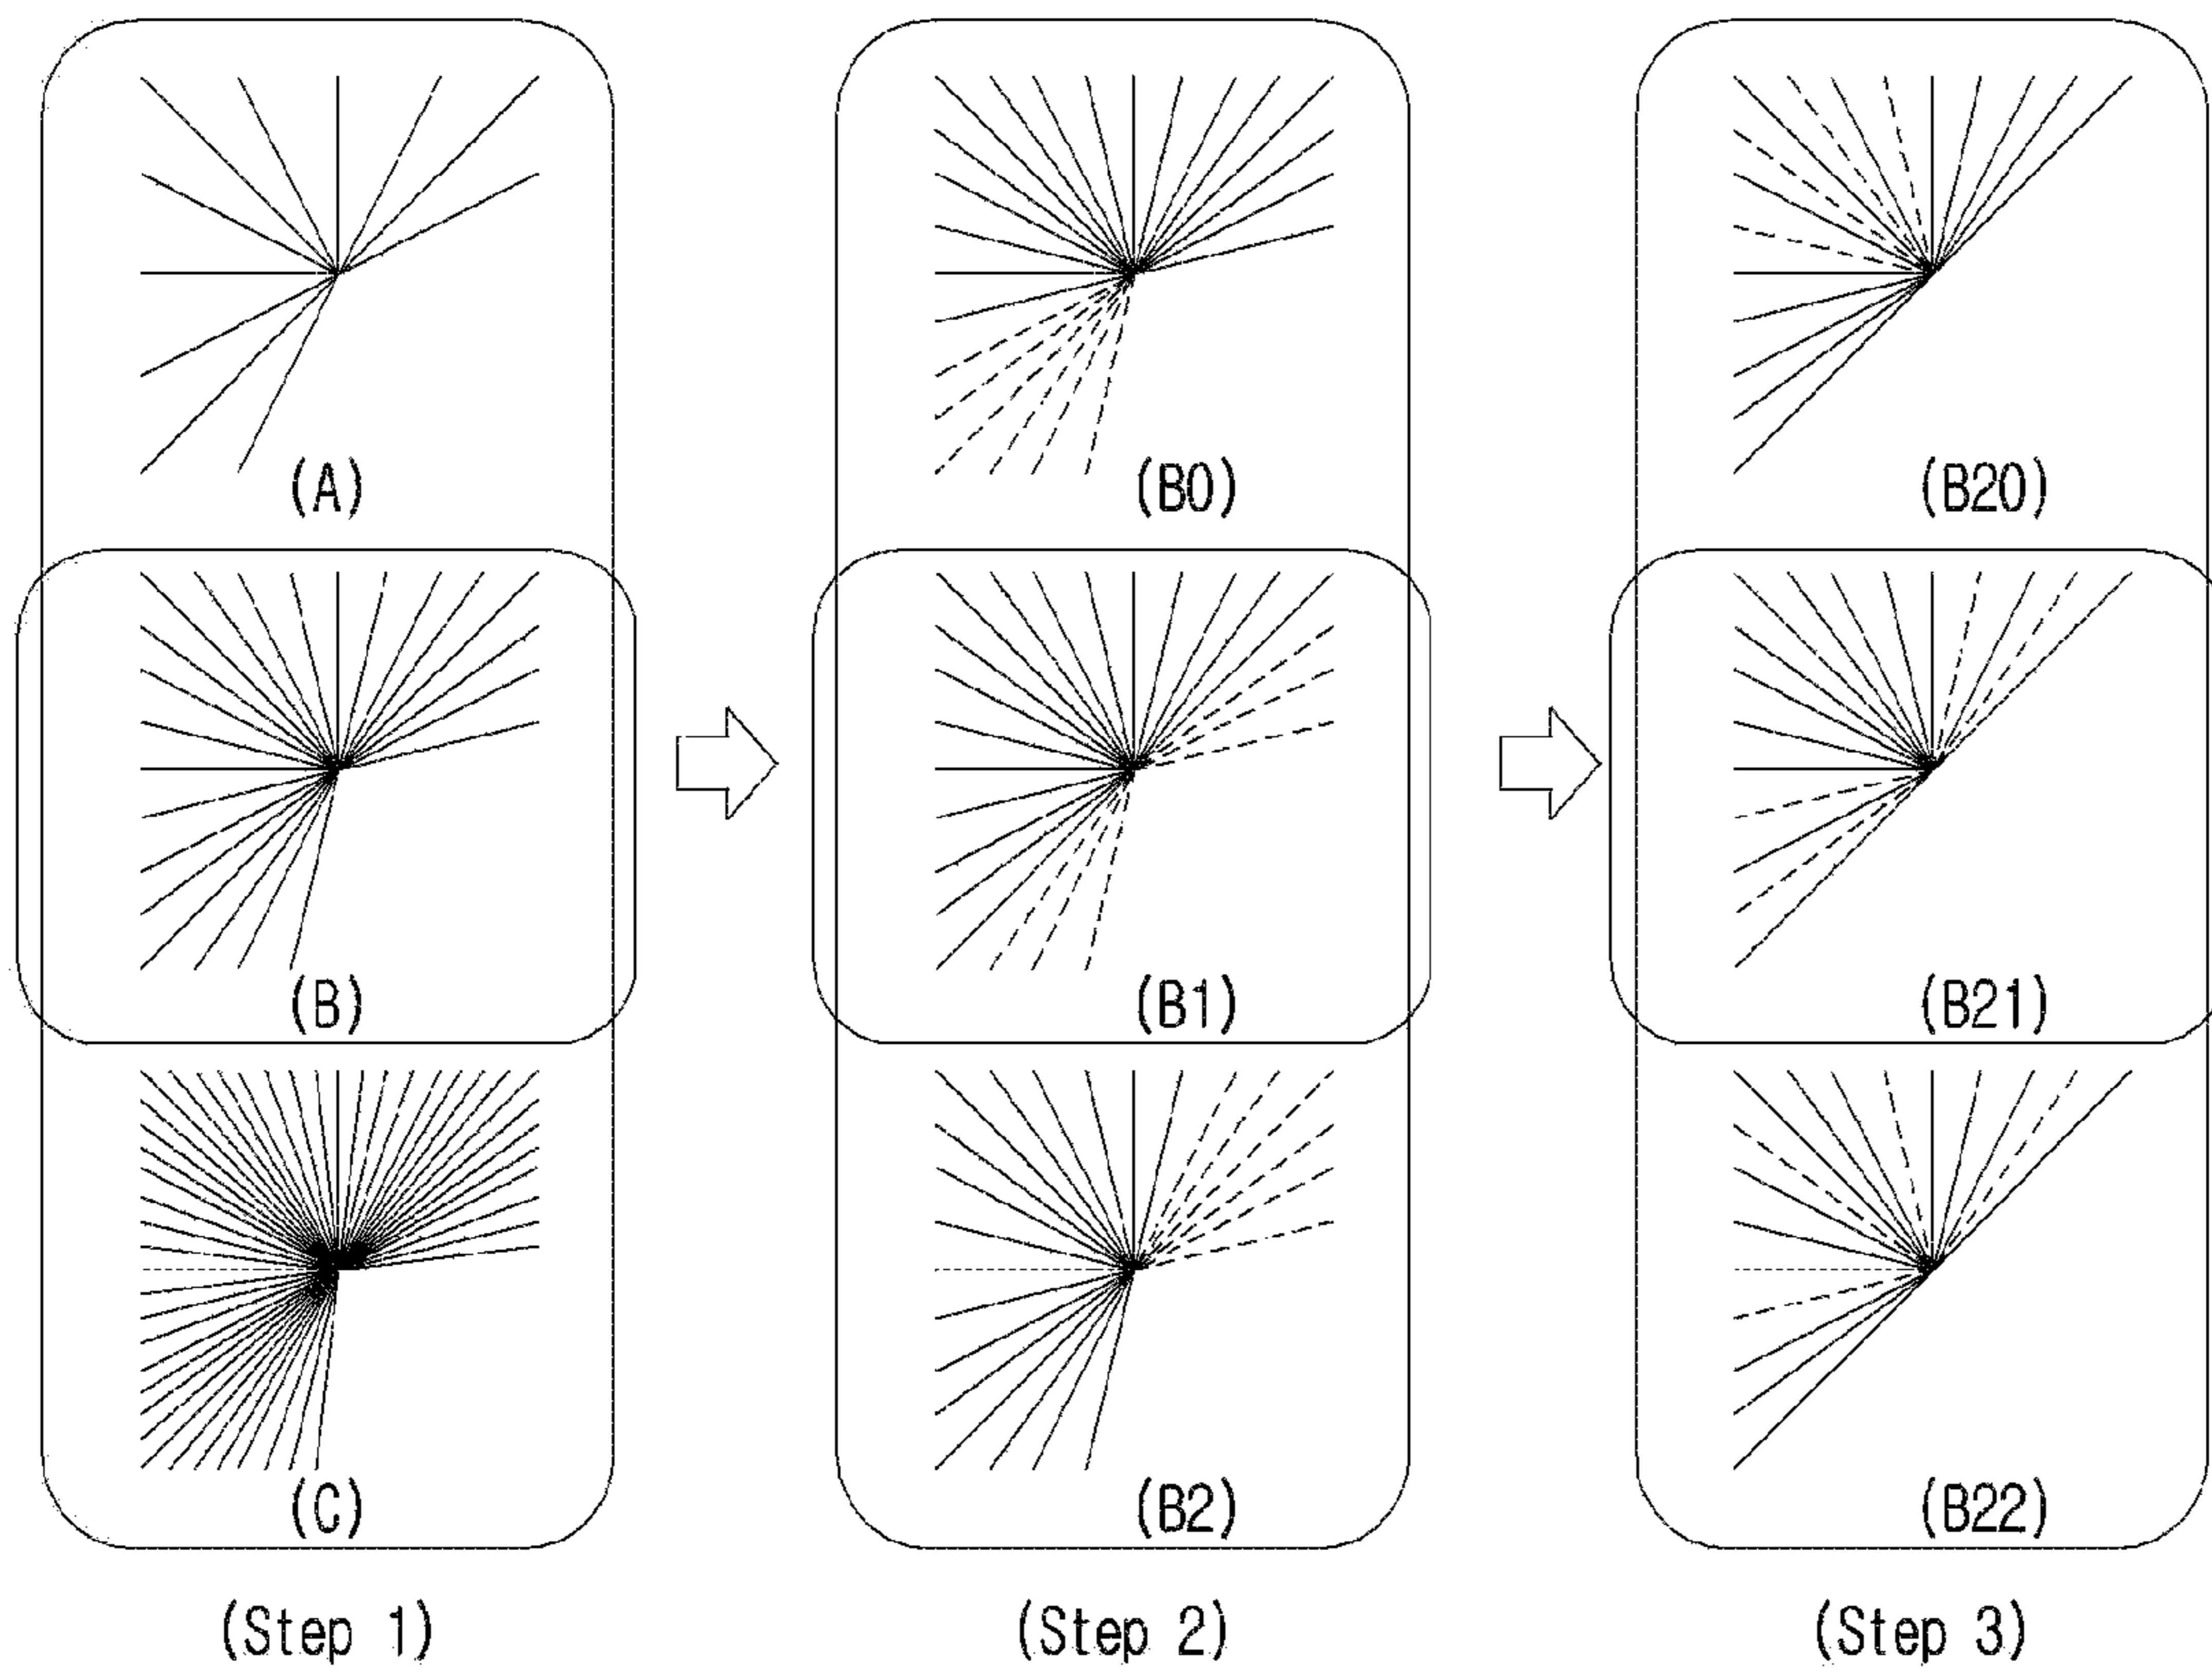 (A)
(B0)
(B20)
(B)
(B1)
(B21)
(C)
(B2)
(B22)
(Step 1)
(Step 2)
(Step 3)